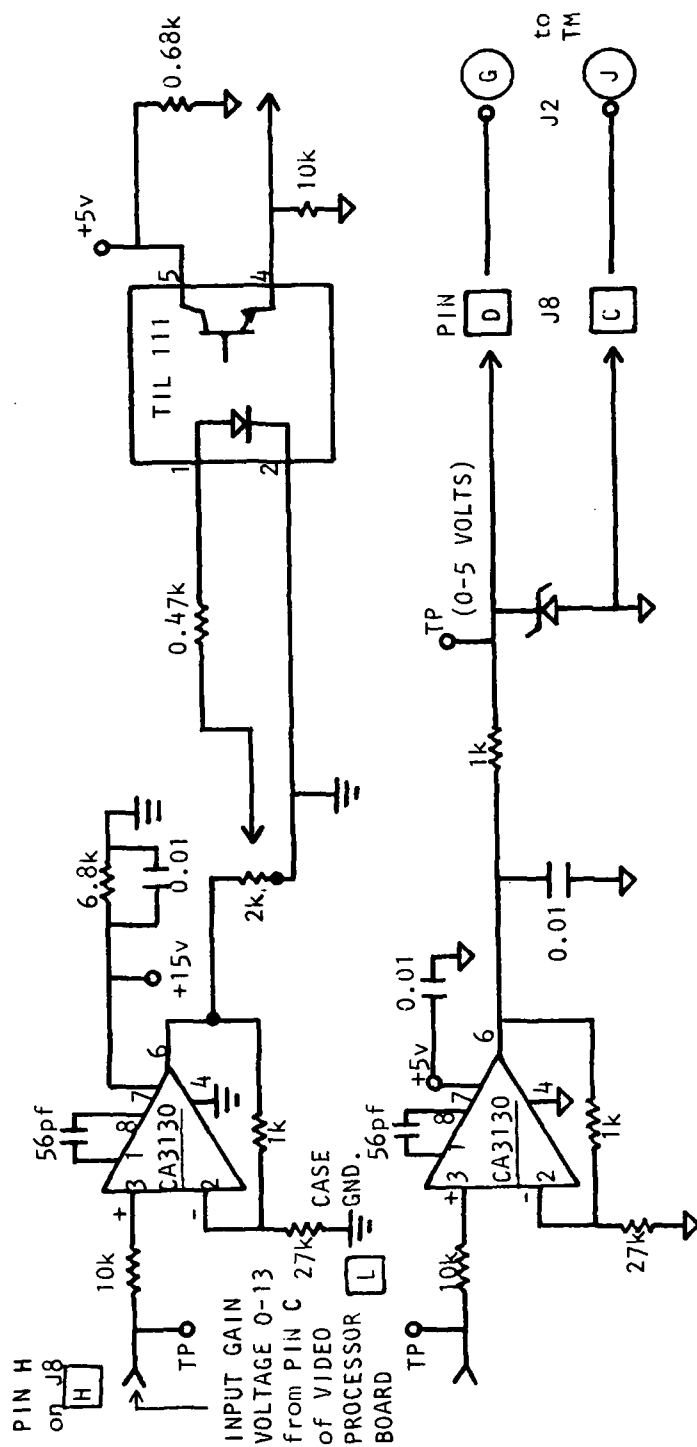 PIN H
on J8
H
TP
INPUT GAIN
VOLTAGE 0-13
from PIN C
of VIDEO
PROCESSOR
BOARD
L
CASE
GND.
10k
+
3
-
2
CA3130
1
8
7
6
4
56pf
27k
1k
+15v
6.8k
0.01
2k
0.47k
TIL 111
1
2
5
4
+5v
0.68k
10k
TP
10k
+
3
-
2
CA3130
1
8
7
6
4
56pf
+5v
0.01
27k
1k
0.01
1k
TP
(0-5 VOLTS)
PIN
D
J8
C
G
J2
J
to
TM